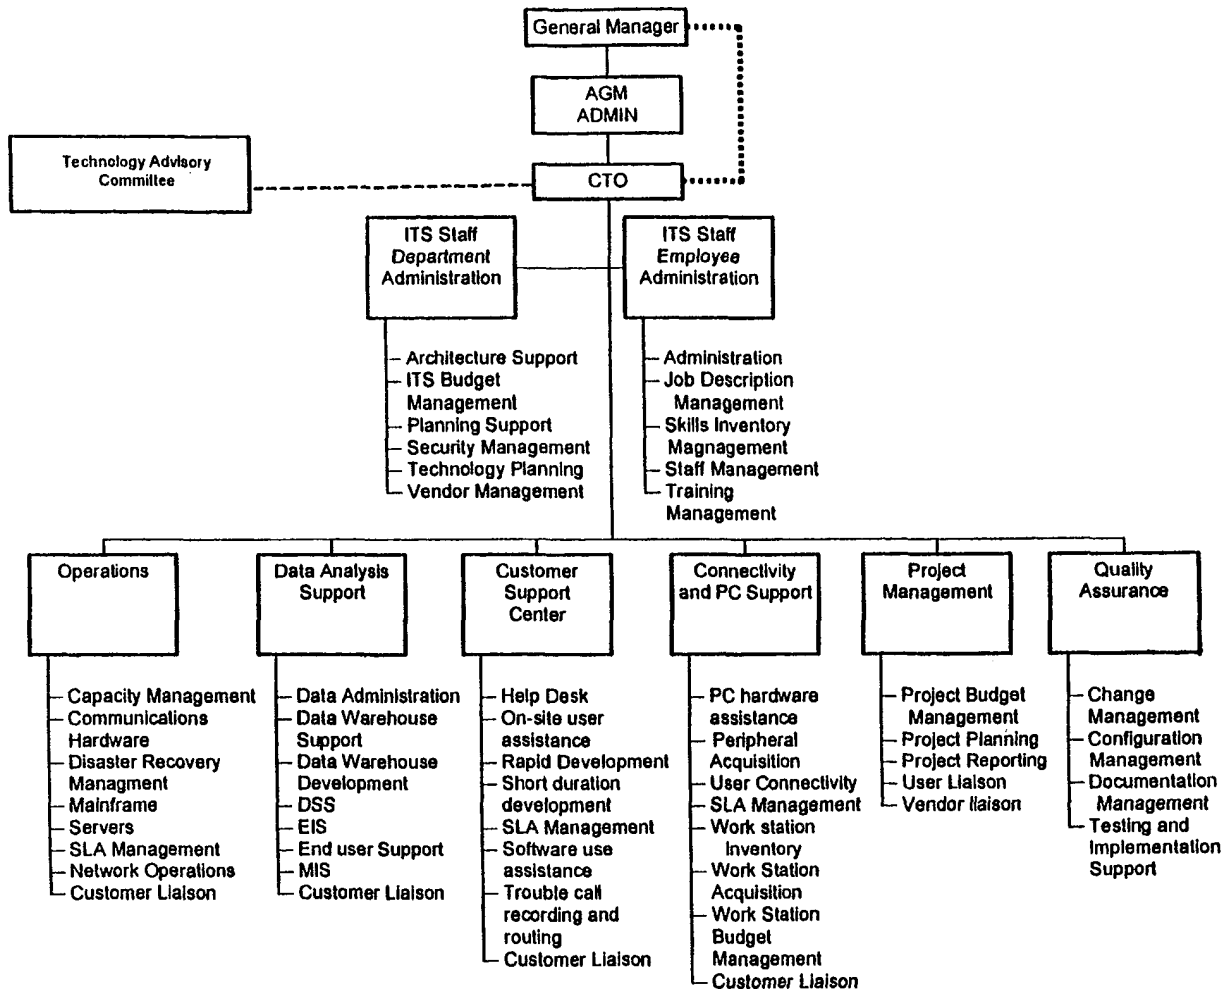 General Manager
AGM
ADMIN
Technology Advisory
Committee
CTO
ITS Staff
Department
Administration
ITS Staff
Employee
Administration
Architecture Support
ITS Budget
Management
Planning Support
Security Management
Technology Planning
Vendor Management
Administration
Job Description
Management
Skills Inventory
Magnagement
Staff Management
Training
Management
Operations
Data Analysis
Support
Customer
Support
Center
Connectivity
and PC Support
Project
Management
Quality
Assurance
Capacity Management
Communications
Hardware
Disaster Recovery
Managment
Mainframe
Servers
SLA Management
Network Operations
Customer Liaison
Data Administration
Data Warehouse
Support
Data Warehouse
Development
DSS
EIS
End user Support
MIS
Customer Liaison
Help Desk
On-site user
assistance
Rapid Development
Short duration
development
SLA Management
Software use
assistance
Trouble call
recording and
routing
Customer Liaison
PC hardware
assistance
Peripheral
Acquisition
User Connectivity
SLA Management
Work station
Inventory
Work Station
Acquisition
Work Station
Budget
Management
Customer Liaison
Project Budget
Management
Project Planning
Project Reporting
User Liaison
Vendor liaison
Change
Management
Configuration
Management
Documentation
Management
Testing and
Implementation
Support